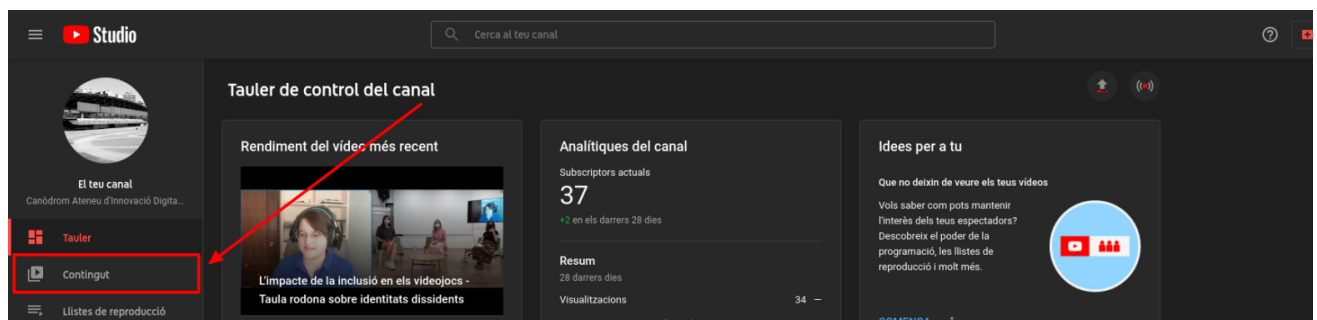 Studio
Cerca al teu canal
El teu canal
Canòdrom Ateneu d'Innovació Digita...
Tauler
Contingut
Llistes de reproducció
Tauler de control del canal
Rendiment del vídeo més recent
L'impacte de la inclusió en els videojocs -
Taula rodona sobre identitats dissidents
Analítiques del canal
Subscriptors actuals
37
+2 en els darrers 28 dies
Resum
28 darrers dies
Visualitzacions 34 —
Idees per a tu
Que no deixin de veure els teus vídeos
Vols saber com pots mantenir
l'interès dels teus espectadors?
Descobreix el poder de la
programació, les llistes de
reproducció i molt més.